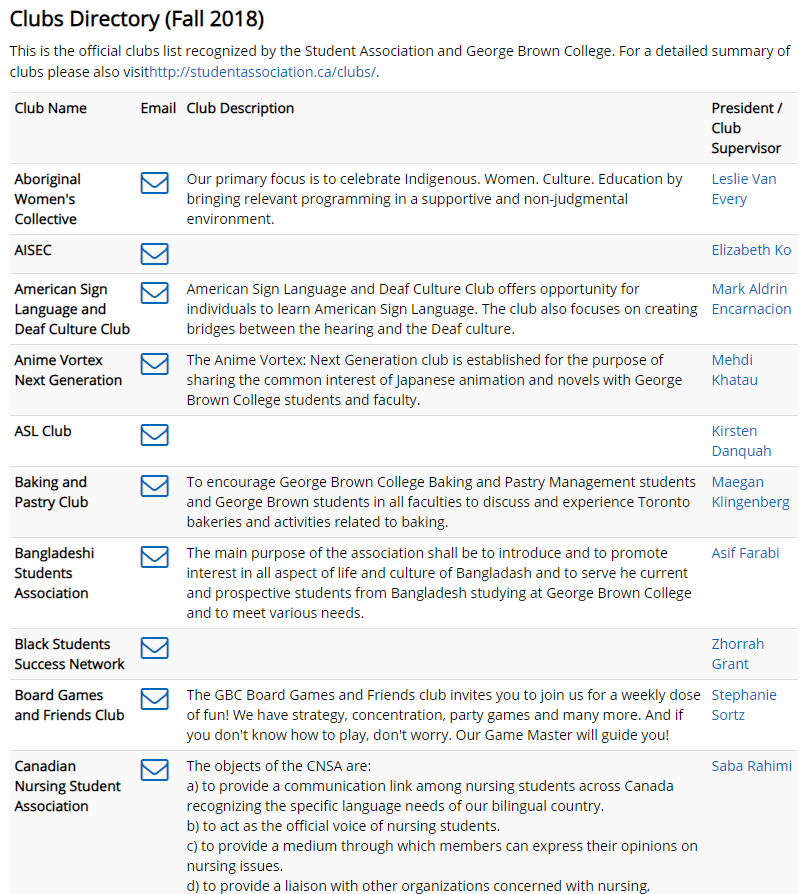 Clubs Directory (Fall 2018)
This is the official clubs list recognized by the Student Association and George Brown College. For a detailed summary of
clubs please also visithttp://studentassociation.ca/clubs/.
Club Name Email Club Description President /
Club
Supervisor
Aboriginal
Women's
Collective
Our primary focus is to celebrate Indigenous. Women. Culture. Education by
bringing relevant programming in a supportive and non-judgmental
environment.
Leslie Van
Every
AISEC
Elizabeth Ko
American Sign
Language and
Deaf Culture Club
American Sign Language and Deaf Culture Club offers opportunity for
individuals to learn American Sign Language. The club also focuses on creating
bridges between the hearing and the Deaf culture.
Mark Aldrin
Encarnacion
Anime Vortex
Next Generation
The Anime Vortex: Next Generation club is established for the purpose of
sharing the common interest of Japanese animation and novels with George
Brown College students and faculty.
Mehdi
Khatau
ASL Club
Kirsten
Danquah
Baking and
Pastry Club
To encourage George Brown College Baking and Pastry Management students
and George Brown students in all faculties to discuss and experience Toronto
bakeries and activities related to baking.
Maegan
Klingenberg
Bangladeshi
Students
Association
The main purpose of the association shall be to introduce and to promote
interest in all aspect of life and culture of Bangladash and to serve he current
and prospective students from Bangladesh studying at George Brown College
and to meet various needs.
Asif Farabi
Black Students
Success Network
Zhorrah
Grant
Board Games
and Friends Club
The GBC Board Games and Friends club invites you to join us for a weekly dose
of fun! We have strategy, concentration, party games and many more. And if
you don't know how to play, don't worry. Our Game Master will guide you!
Stephanie
Sortz
Canadian
Nursing Student
Association
The objects of the CNSA are:
a) to provide a communication link among nursing students across Canada
recognizing the specific language needs of our bilingual country.
b) to act as the official voice of nursing students.
c) to provide a medium through which members can express their opinions on
nursing issues.
d) to provide a liaison with other organizations concerned with nursing,
Saba Rahimi